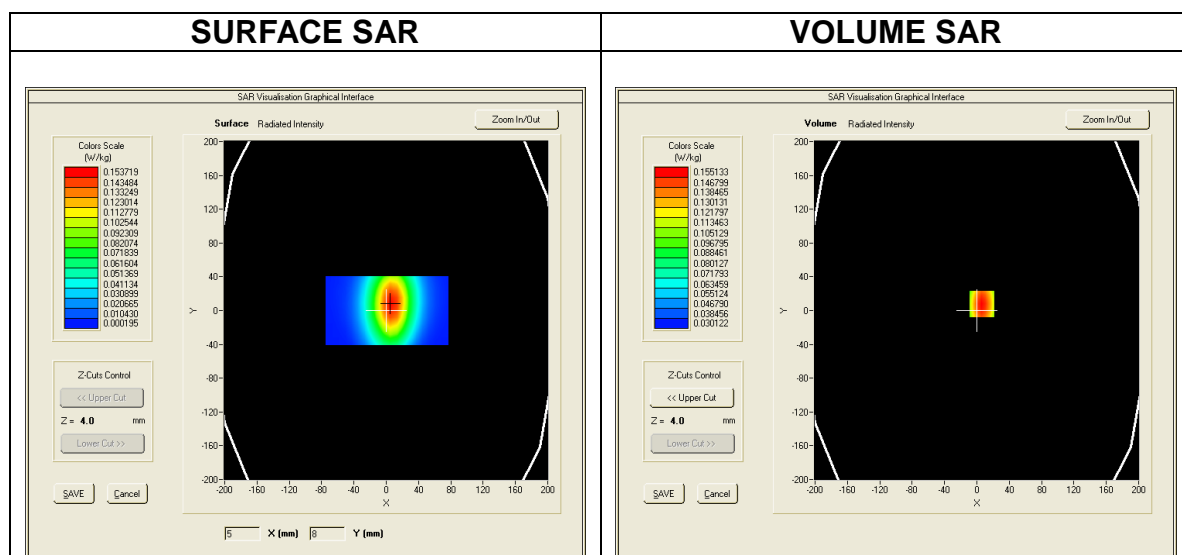 SURFACE SAR
VOLUME SAR
SAR Visualisation Graphical Interface
Surface Radiated Intensity
Zoom In/Out
Colors Scale
(W/kg)
0.153719
0.143484
0.133249
0.123014
0.112779
0.102544
0.092309
0.082074
0.071839
0.061604
0.051369
0.041134
0.030899
0.020665
0.010430
0.000195
Z-Cuts Control
<< Upper Cut
Z = 4.0 mm
Lower Cut >>
SAVE Cancel
200
160
120
80
40
0
-40
-80
-120
-160
-200
Y
-200 -160 -120 -80 -40 0 40 80 120 160 200
X
5 X (mm) 8 Y (mm)
SAR Visualisation Graphical Interface
Volume Radiated Intensity
Zoom In/Out
Colors Scale
(W/kg)
0.155133
0.146799
0.138465
0.130131
0.121797
0.113463
0.105129
0.096795
0.088461
0.080127
0.071793
0.063459
0.055124
0.046790
0.038456
0.030122
Z-Cuts Control
<< Upper Cut
Z = 4.0 mm
Lower Cut >>
SAVE Cancel
200
160
120
80
40
0
-40
-80
-120
-160
-200
Y
-200 -160 -120 -80 -40 0 40 80 120 160 200
X